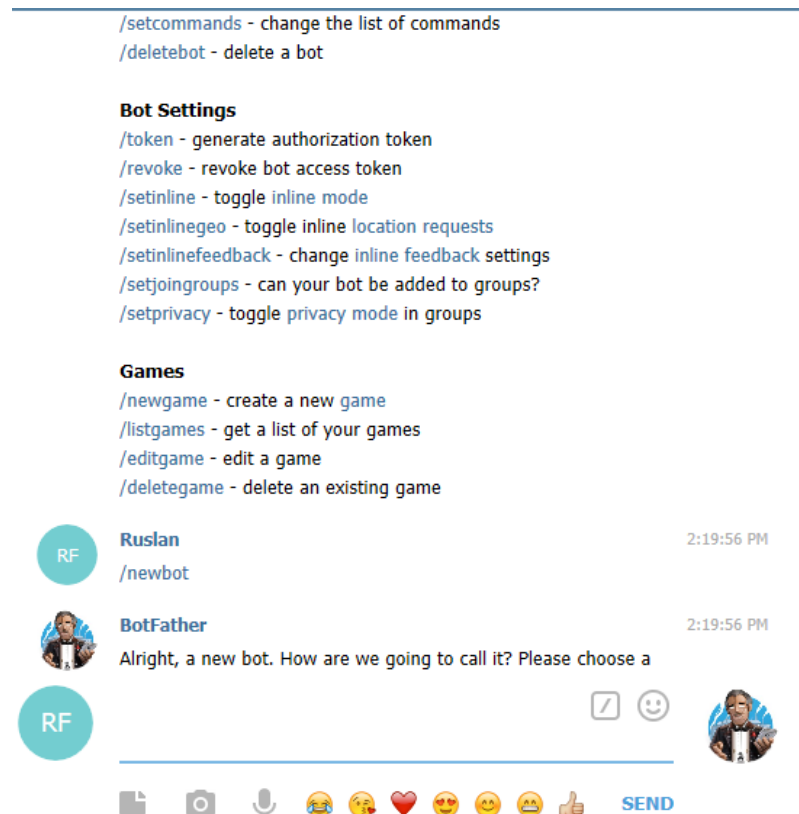 /setcommands - change the list of commands
/deletebot - delete a bot
Bot Settings
/token - generate authorization token
/revoke - revoke bot access token
/setinline - toggle inline mode
/setinlinegeo - toggle inline location requests
/setinlinefeedback - change inline feedback settings
/setjoingroups - can your bot be added to groups?
/setprivacy - toggle privacy mode in groups
Games
/newgame - create a new game
/listgames - get a list of your games
/editgame - edit a game
/deletegame - delete an existing game
RF
Ruslan 2:19:56 PM
/newbot
BotFather 2:19:56 PM
Alright, a new bot. How are we going to call it? Please choose a
RF
SEND